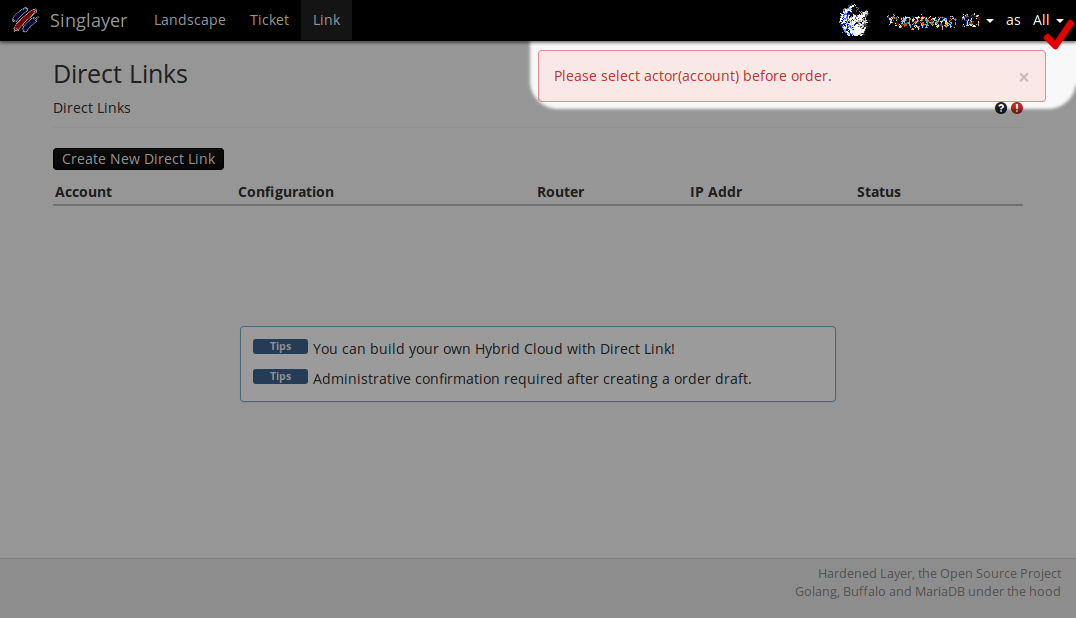 Singlayer Landscape Ticket Link as All
Please select actor(account) before order. ×
Direct Links
Direct Links
Create New Direct Link
Account Configuration Router IP Addr Status
Tips You can build your own Hybrid Cloud with Direct Link!
Tips Administrative confirmation required after creating a order draft.
Hardened Layer, the Open Source Project
Golang, Buffalo and MariaDB under the hood